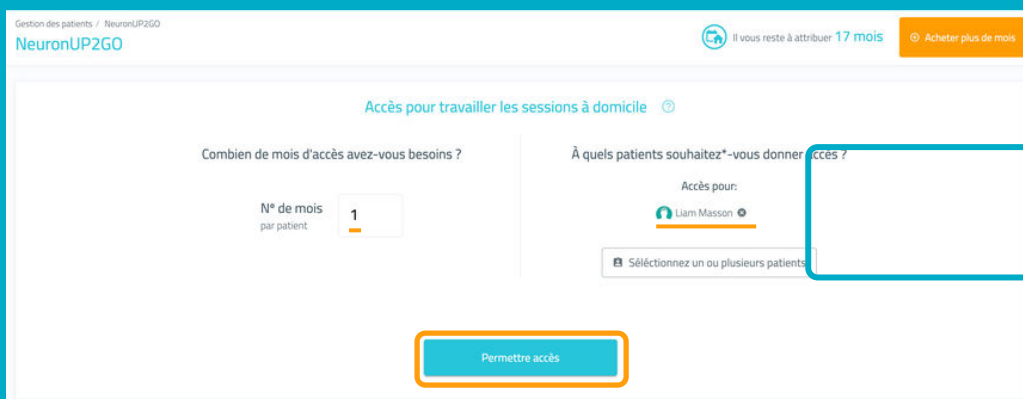 Gestion des patients / NeuronUP2GO
NeuronUP2GO
Il vous reste à attribuer 17 mois
Acheter plus de mois
Accès pour travailler les sessions à domicile ?
Combien de mois d'accès avez-vous besoins ?
À quels patients souhaitez*-vous donner accès ?
Accès pour:
Nº de mois
par patient
1
Liam Masson
Séléctionnez un ou plusieurs patients
Permettre accès